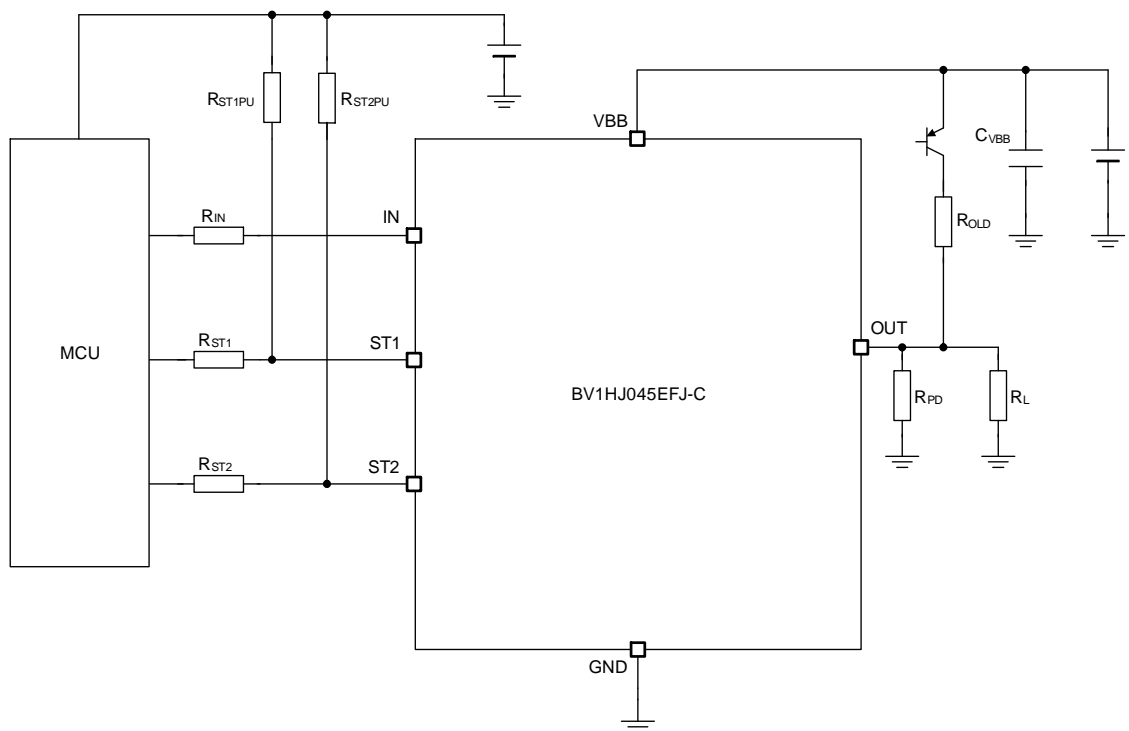 RST1PU
RST2PU
VBB
CVBB
RIN
IN
ROLD
OUT
MCU
RST1
ST1
BV1HJ045EFJ-C
RPD
RL
RST2
ST2
GND